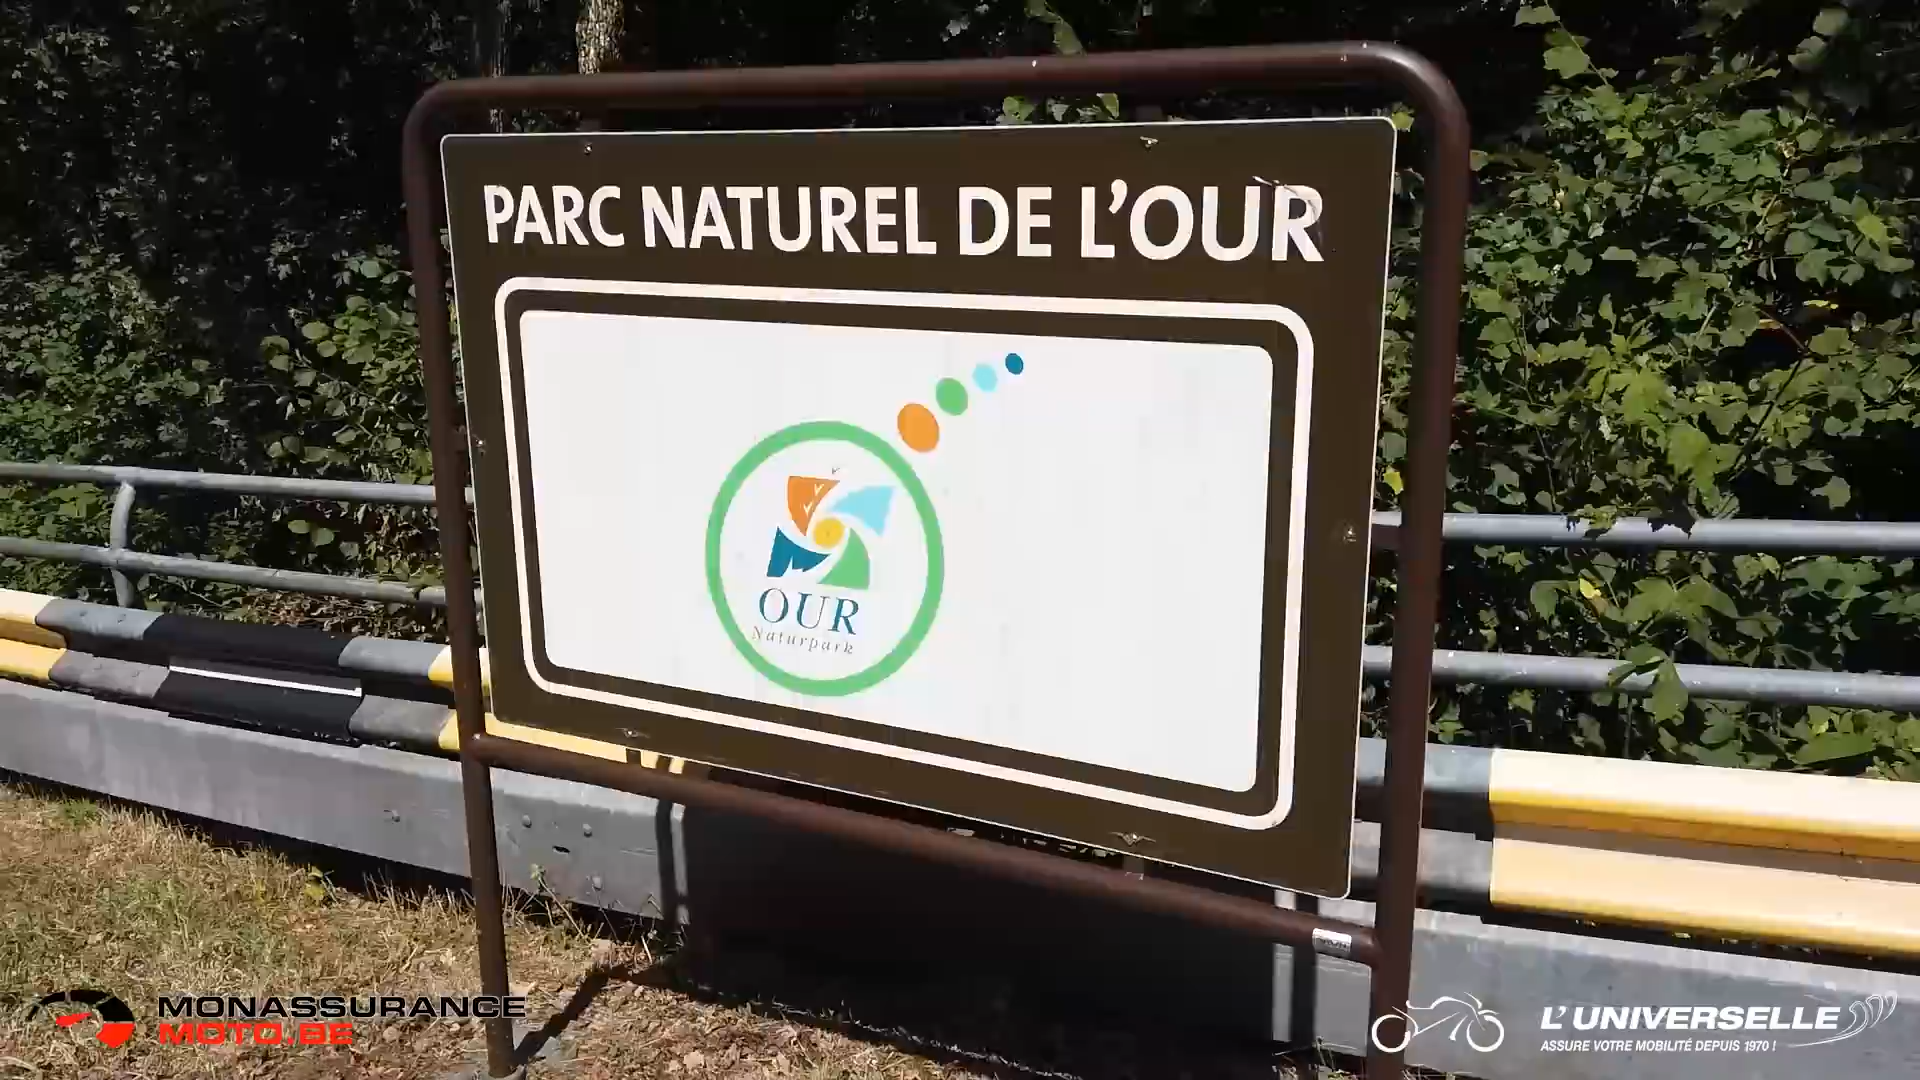 PARC NATUREL DE L'OUR
OUR
Naturpark
MONASSURANCE
MOTO.BE
L'UNIVERSELLE
ASSURE VOTRE MOBILITÉ DEPUIS 1970 !